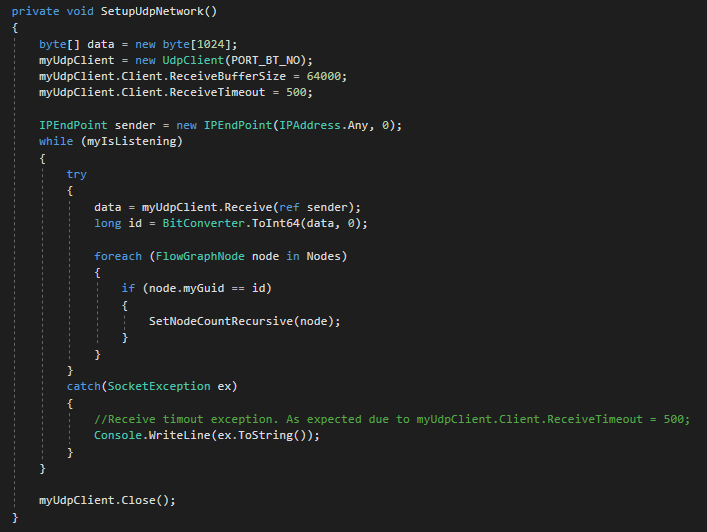 private void SetupUdpNetwork()
{
byte[] data = new byte[1024];
myUdpClient = new UdpClient(PORT_BT_NO);
myUdpClient.Client.ReceiveBufferSize = 64000;
myUdpClient.Client.ReceiveTimeout = 500;
IPEndPoint sender = new IPEndPoint(IPAddress.Any, 0);
while (myIsListening)
{
try
{
data = myUdpClient.Receive(ref sender);
long id = BitConverter.ToInt64(data, 0);
foreach (FlowGraphNode node in Nodes)
{
if (node.myGuid == id)
{
SetNodeCountRecursive(node);
}
}
}
catch(SocketException ex)
{
//Receive timout exception. As expected due to myUdpClient.Client.ReceiveTimeout = 500;
Console.WriteLine(ex.ToString());
}
}
myUdpClient.Close();
}